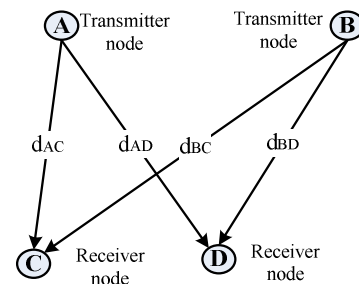 A Transmitter node
Transmitter node B
dAC
dAD
dBC
dBD
C Receiver node
D Receiver node